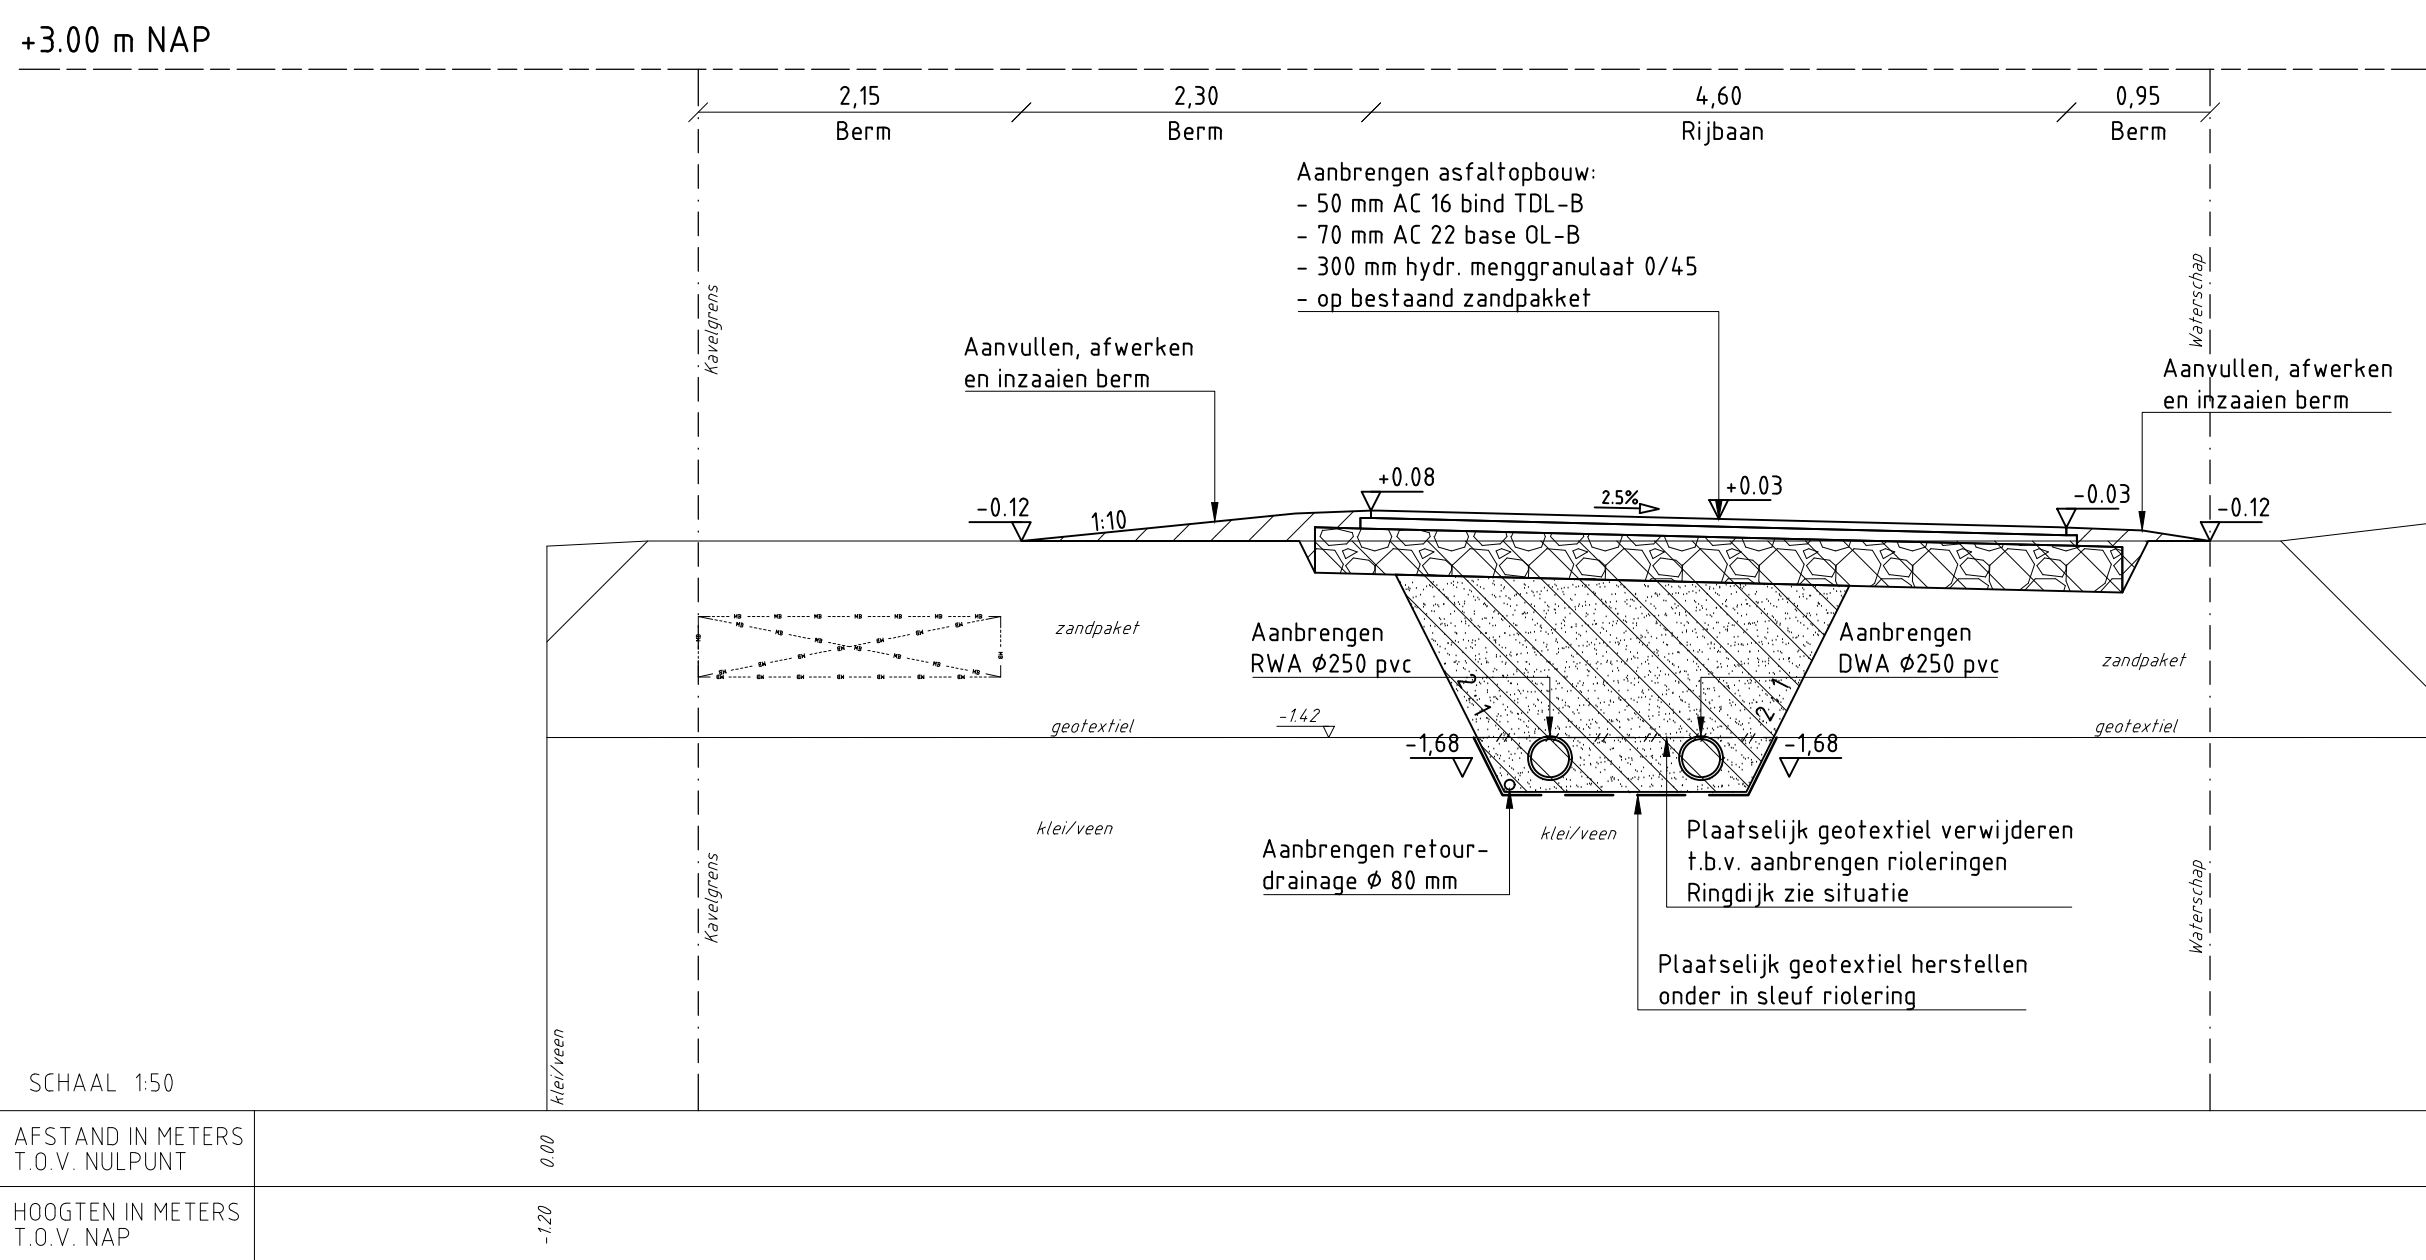 +3.00 m NAP
2,15
2,30
4,60
0,95
Berm
Berm
Rijbaan
Berm
Aanbrengen asfaltopbouw:
- 50 mm AC 16 bind TDL-B
- 70 mm AC 22 base OL-B
- 300 mm hydr. menggranulaat 0/45
- op bestaand zandpakket
Kavelgrens
Waterschap
Aanvullen, afwerken
en inzaaien berm
Aanvullen, afwerken
en inzaaien berm
-0.12
1:10
+0.08
2.5%
+0.03
-0.03
-0.12
zandpaket
Aanbrengen
RWA Ø250 pvc
Aanbrengen
DWA Ø250 pvc
zandpaket
2
1
1
2
geotextiel
-1.42
geotextiel
-1,68
-1,68
klei/veen
klei/veen
Aanbrengen retour-
drainage Ø 80 mm
Plaatselijk geotextiel verwijderen
t.b.v. aanbrengen rioleringen
Ringdijk zie situatie
Kavelgrens
Waterschap
Plaatselijk geotextiel herstellen
onder in sleuf riolering
klei/veen
SCHAAL 1:50
AFSTAND IN METERS
T.O.V. NULPUNT
0.00
HOOGTEN IN METERS
T.O.V. NAP
-1.20